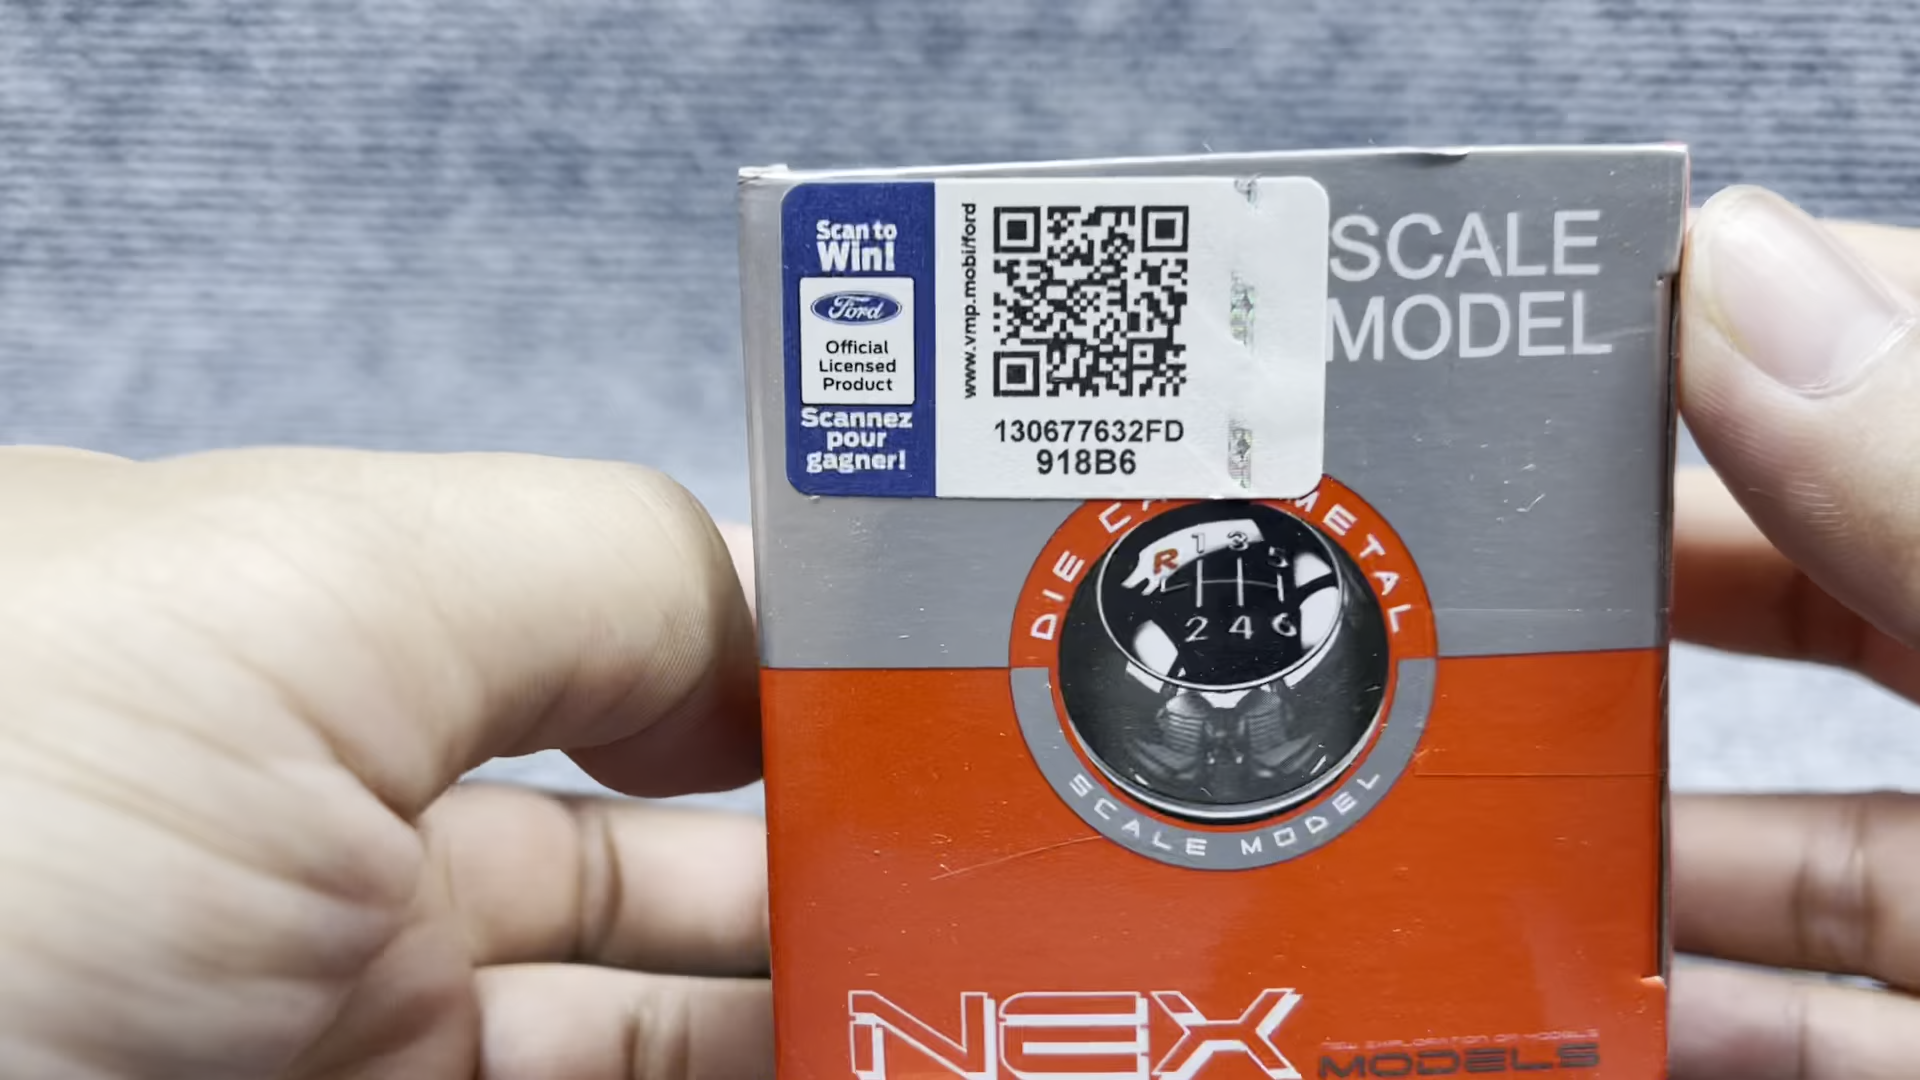 Scan to
Win!
Ford
Official
Licensed
Product
Scannez
pour
gagner!
www.vmp.mobi/ford
130677632FD
918B6
SCALE
MODEL
DIE
METAL
R 1 3 5
2 4 6
SCALE MODEL
NEX
MODELS